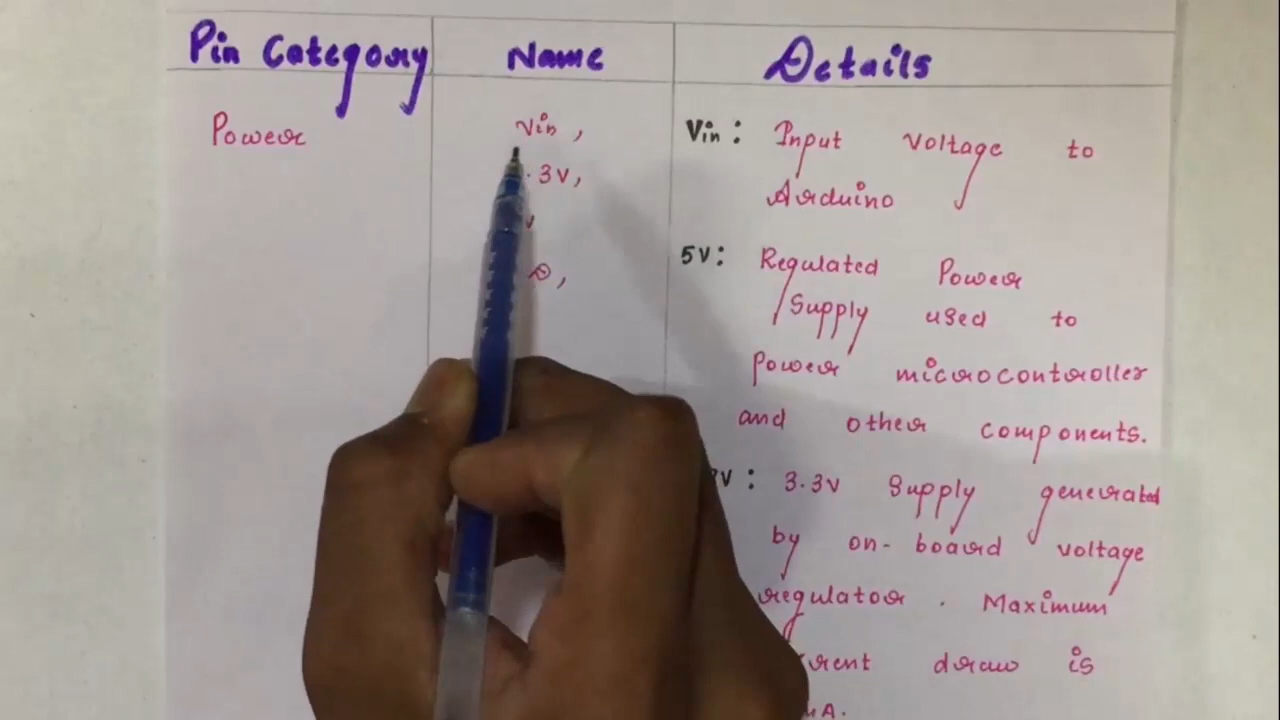 Pin Category Name Details
Power Vin, Vin: Input Voltage to
.3V, Arduino
5V: Regulated Power
Supply used to
power microcontroller
and other components.
V: 3.3v Supply generated
by on-board voltage
regulator. Maximum
draw is